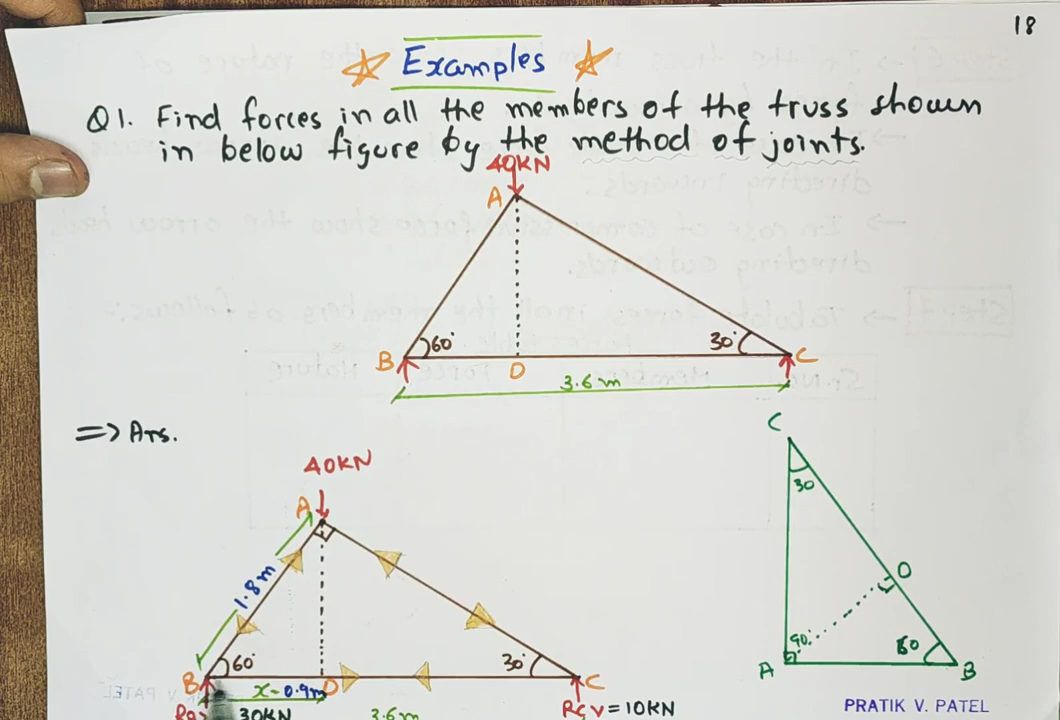 18
Examples
Q1. Find forces in all the members of the truss shown
in below figure by the method of joints.
40KN
A
B 60° D 30° C
3.6m
=> Ans.
40KN
A
1.8m
B 60° D 30° C
x-0.9m
30KN 3.6m RCV=10KN
C
30
D
90°
60
A B
PRATIK V. PATEL